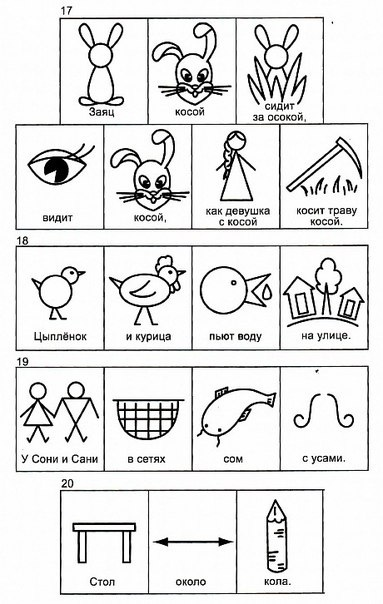 17
Заяц
косой
сидит
за осокой,
видит
косой,
как девушка
с косой
косит траву
косой.
18
Цыплёнок
и курица
пьют воду
на улице.
19
У Сони и Сани
в сетях
сом
с усами.
20
Стол
около
кола.